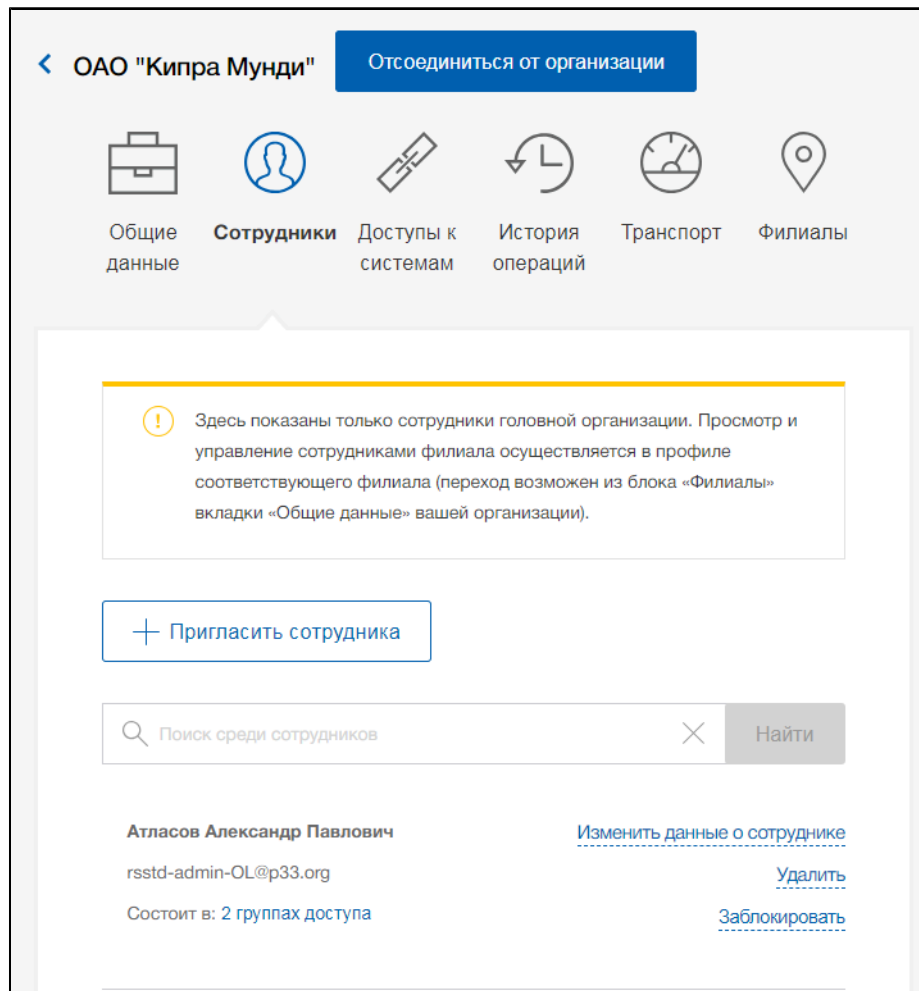 ОАО "Кипра Мунди"
Отсоединиться от организации
Общие
данные
Сотрудники
Доступы к
системам
История
операций
Транспорт
Филиалы
Здесь показаны только сотрудники головной организации. Просмотр и
управление сотрудниками филиала осуществляется в профиле
соответствующего филиала (переход возможен из блока «Филиалы»
вкладки «Общие данные» вашей организации).
Пригласить сотрудника
Поиск среди сотрудников
Найти
Атласов Александр Павлович
Изменить данные о сотруднике
rsstd-admin-OL@p33.org
Удалить
Состоит в: 2 группах доступа
Заблокировать